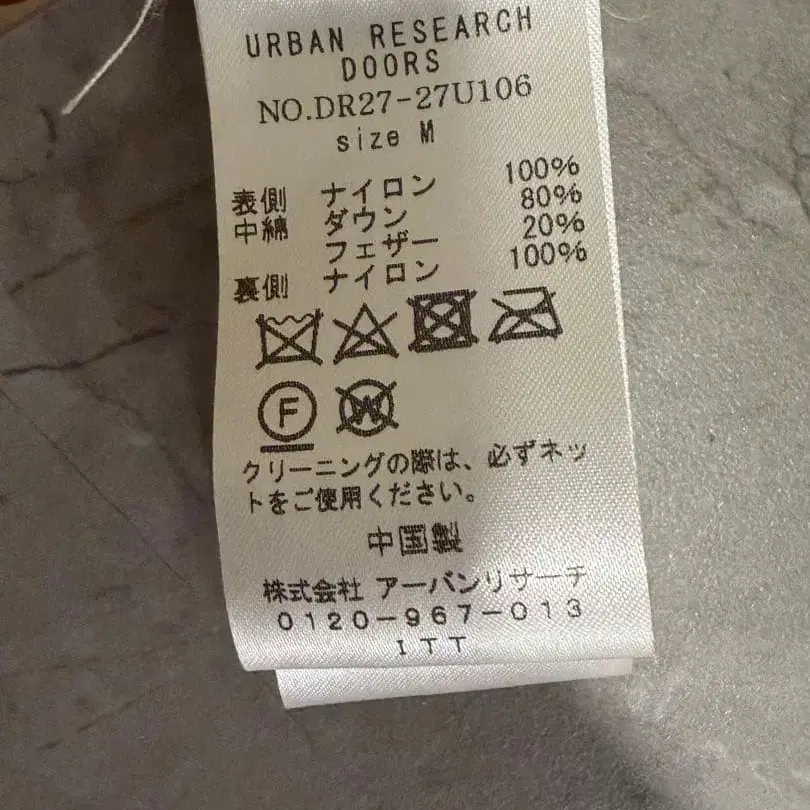 URBAN RESEARCH
DOORS
NO.DR27-27U106
size M
表側 ナイロン 100%
中綿 ダウン 80%
フェザー 20%
裏側 ナイロン 100%
F W
クリーニングの際は、必ずネッ
トをご使用ください。
中国製
株式会社 アーバンリサーチ
0120-967-013
ITT